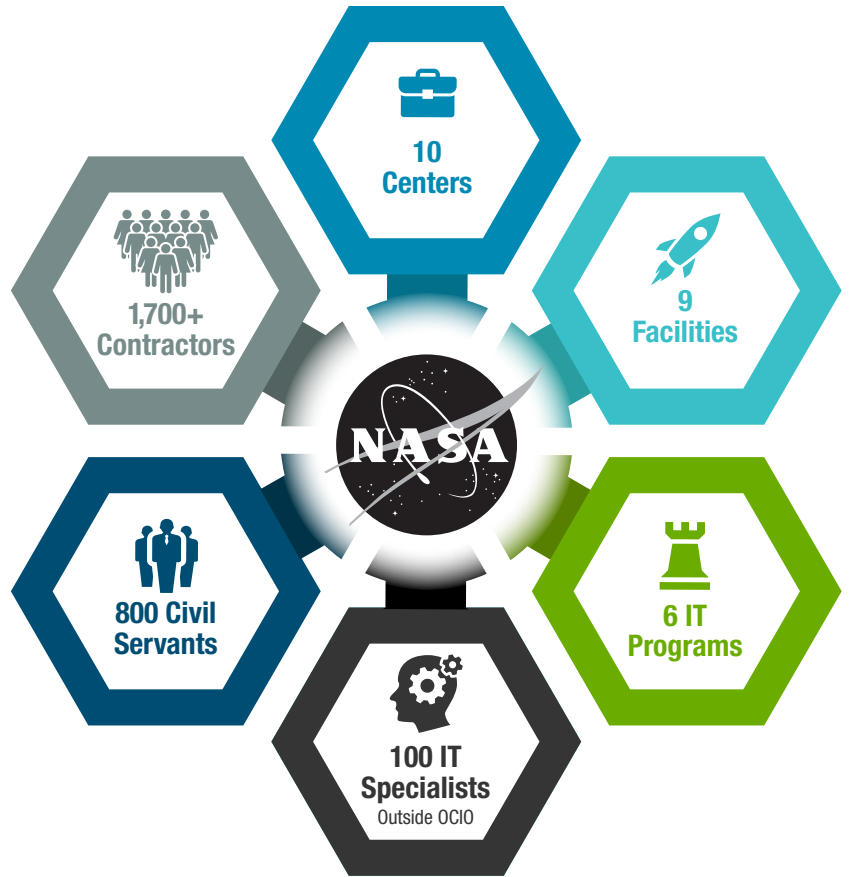 10
Centers
1,700+
Contractors
9
Facilities
NASA
800 Civil
Servants
6 IT
Programs
100 IT
Specialists
Outside OCIO